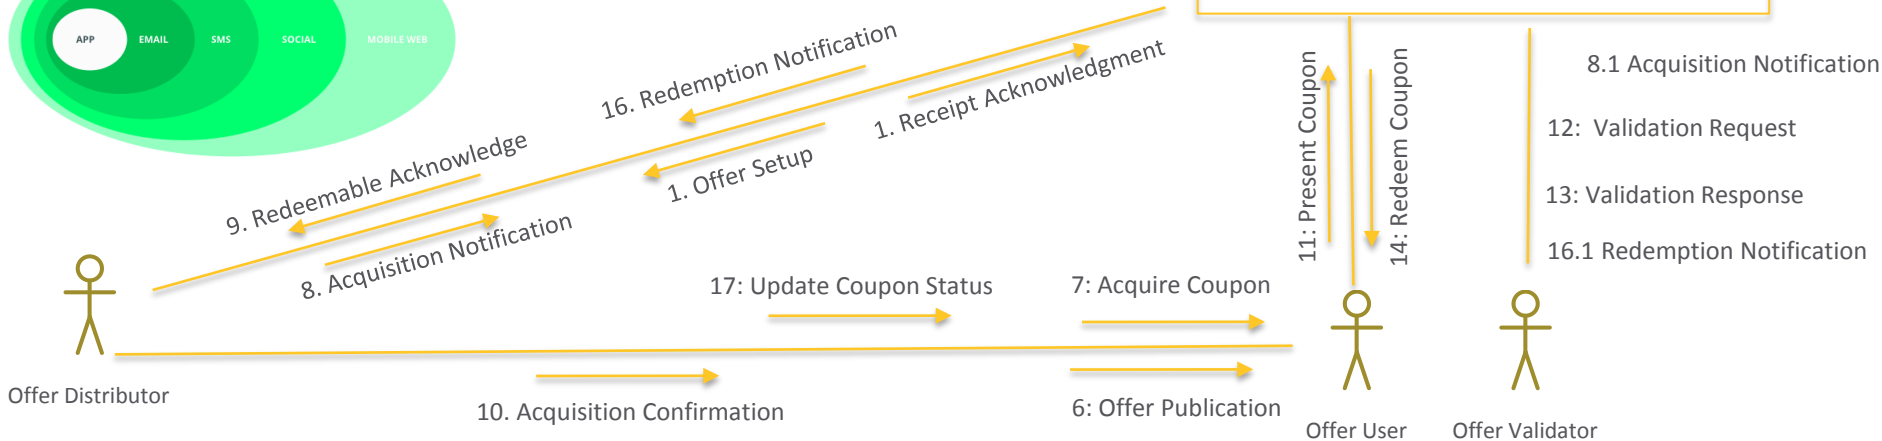 APP
EMAIL
SMS
SOCIAL
MOBILE WEB
16. Redemption Notification
1. Receipt Acknowledgment
9. Redeemable Acknowledge
1. Offer Setup
8. Acquisition Notification
11: Present Coupon
14: Redeem Coupon
8.1 Acquisition Notification
12:  Validation Request
13: Validation Response
16.1 Redemption Notification
17: Update Coupon Status
7: Acquire Coupon
10. Acquisition Confirmation
6: Offer Publication
Offer Distributor
Offer User
Offer Validator